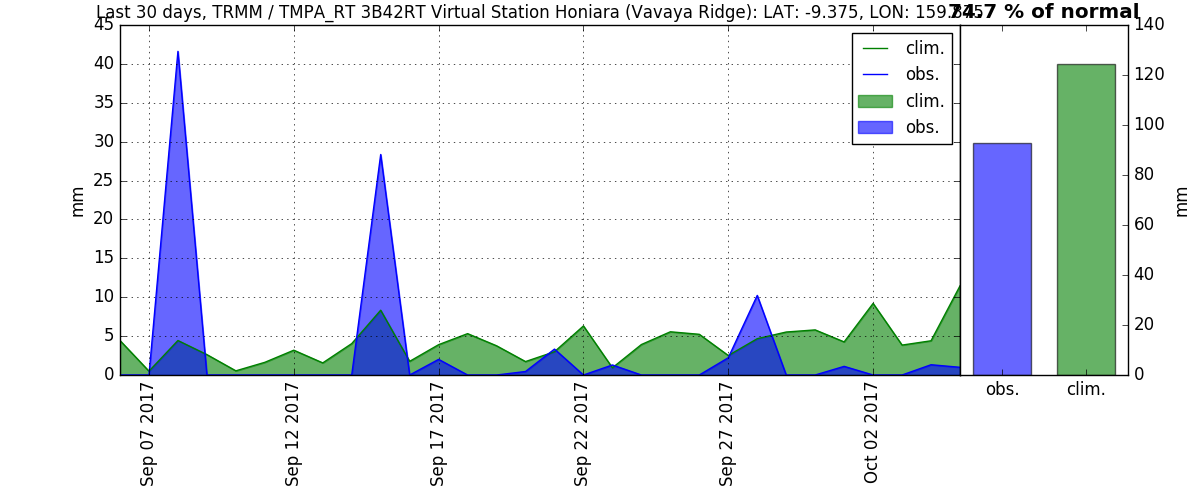 Last 30 days, TRMM / TMPA_RT 3B42RT Virtual Station Honiara (Vavaya Ridge): LAT: -9.375, LON:
74.7 % of normal
45
40
35
30
25
20
15
10
5
0
mm
clim.
obs.
clim.
obs.
Sep 07 2017
Sep 12 2017
Sep 17 2017
Sep 22 2017
Sep 27 2017
Oct 02 2017
140
120
100
80
60
40
20
0
mm
obs.
clim.